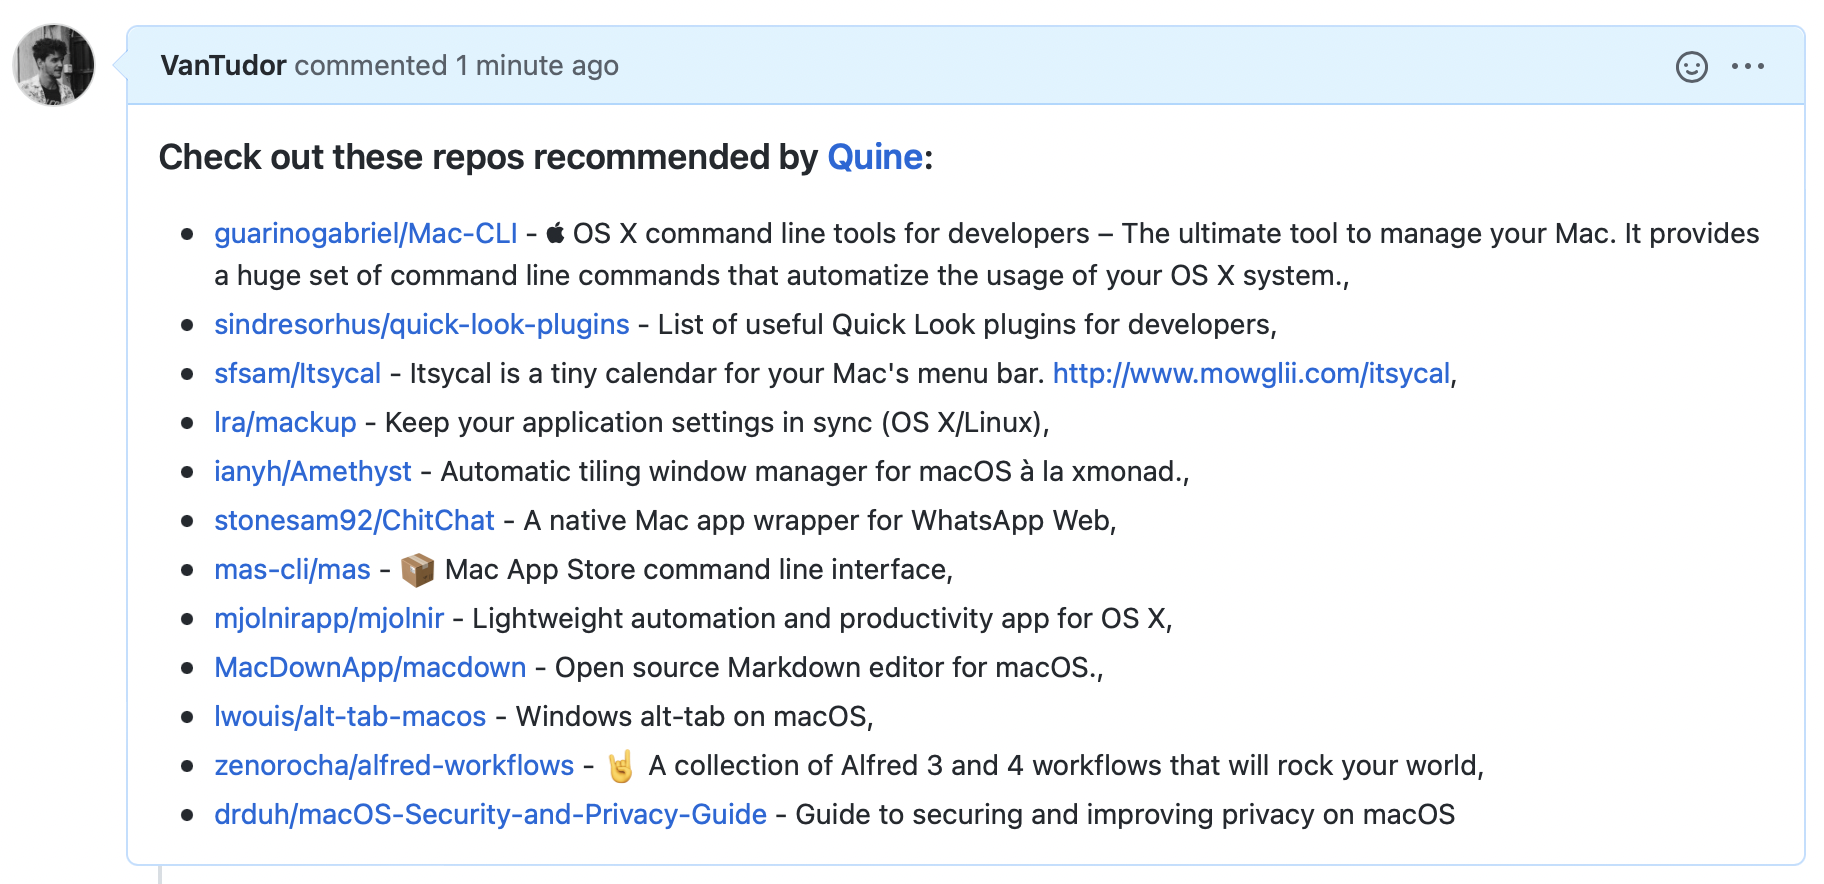 VanTudor commented 1 minute ago
Check out these repos recommended by Quine:
guarinogabriel/Mac-CLI -  OS X command line tools for developers – The ultimate tool to manage your Mac. It provides
a huge set of command line commands that automatize the usage of your OS X system.,
sindresorhus/quick-look-plugins - List of useful Quick Look plugins for developers,
sfsam/Itsycal - Itsycal is a tiny calendar for your Mac's menu bar. http://www.mowglii.com/itsycal,
lra/mackup - Keep your application settings in sync (OS X/Linux),
ianyh/Amethyst - Automatic tiling window manager for macOS à la xmonad.,
stonesam92/ChitChat - A native Mac app wrapper for WhatsApp Web,
mas-cli/mas - 📦 Mac App Store command line interface,
mjolnirapp/mjolnir - Lightweight automation and productivity app for OS X,
MacDownApp/macdown - Open source Markdown editor for macOS.,
lwouis/alt-tab-macos - Windows alt-tab on macOS,
zenorocha/alfred-workflows - 🤘 A collection of Alfred 3 and 4 workflows that will rock your world,
drduh/macOS-Security-and-Privacy-Guide - Guide to securing and improving privacy on macOS